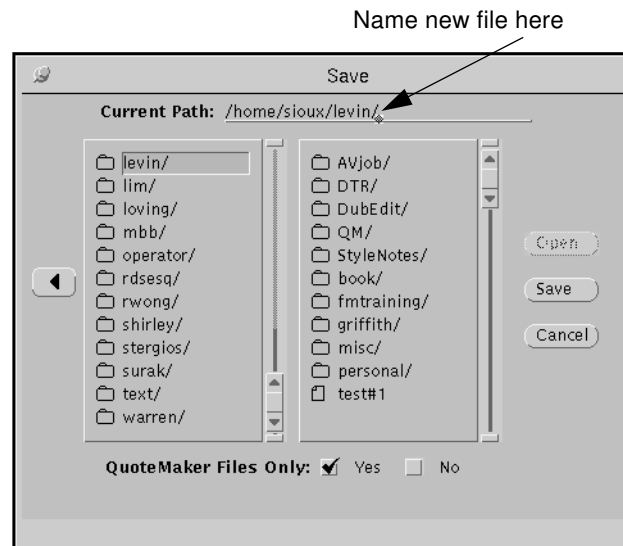 Name new file here
Save
Current Path: /home/sioux/levin/
levin/
lim/
loving/
mbb/
operator/
rdsesq/
rwong/
shirley/
stergios/
surak/
text/
warren/
AVjob/
DTR/
DubEdit/
QM/
StyleNotes/
book/
fmtraining/
griffith/
misc/
personal/
test#1
Open
Save
Cancel
QuoteMaker Files Only: Yes No